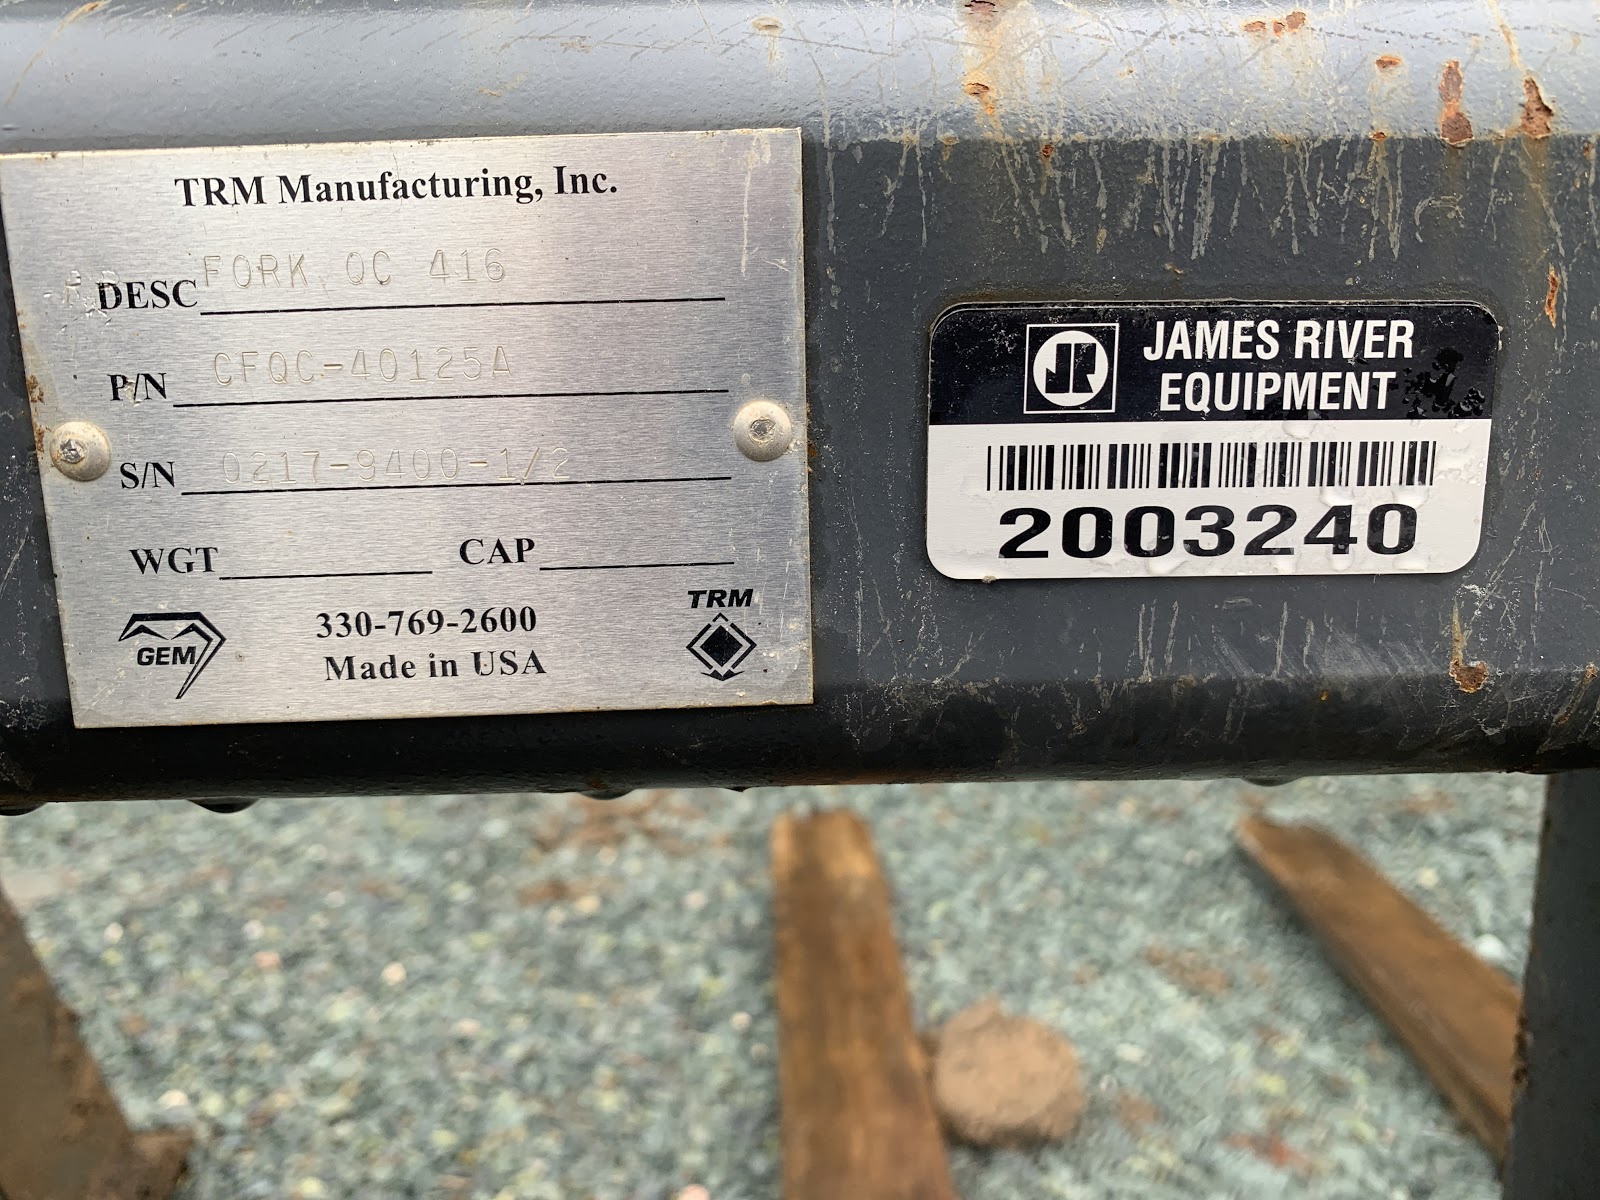 TRM Manufacturing, Inc.
DESC FORK QC 416
P/N CFQC-40125A
S/N 0217-9400-1/2
WGT CAP
GEM
330-769-2600
Made in USA
TRM
JR
JAMES RIVER
EQUIPMENT
2003240